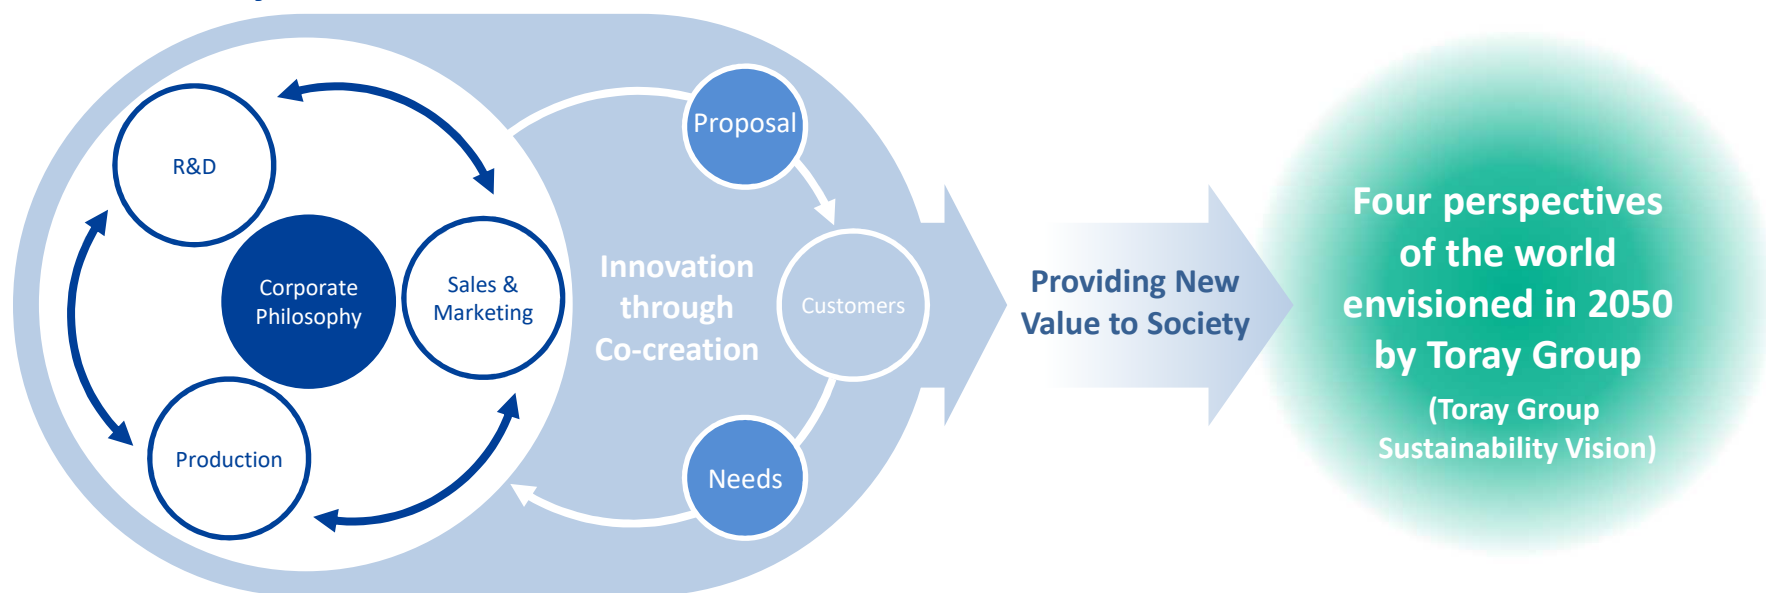 R&D
Corporate
Philosophy
Sales &
Marketing
Production
Innovation
through
Co-creation
Proposal
Customers
Needs
Providing New
Value to Society
Four perspectives
of the world
envisioned in 2050
by Toray Group
(Toray Group
Sustainability Vision)